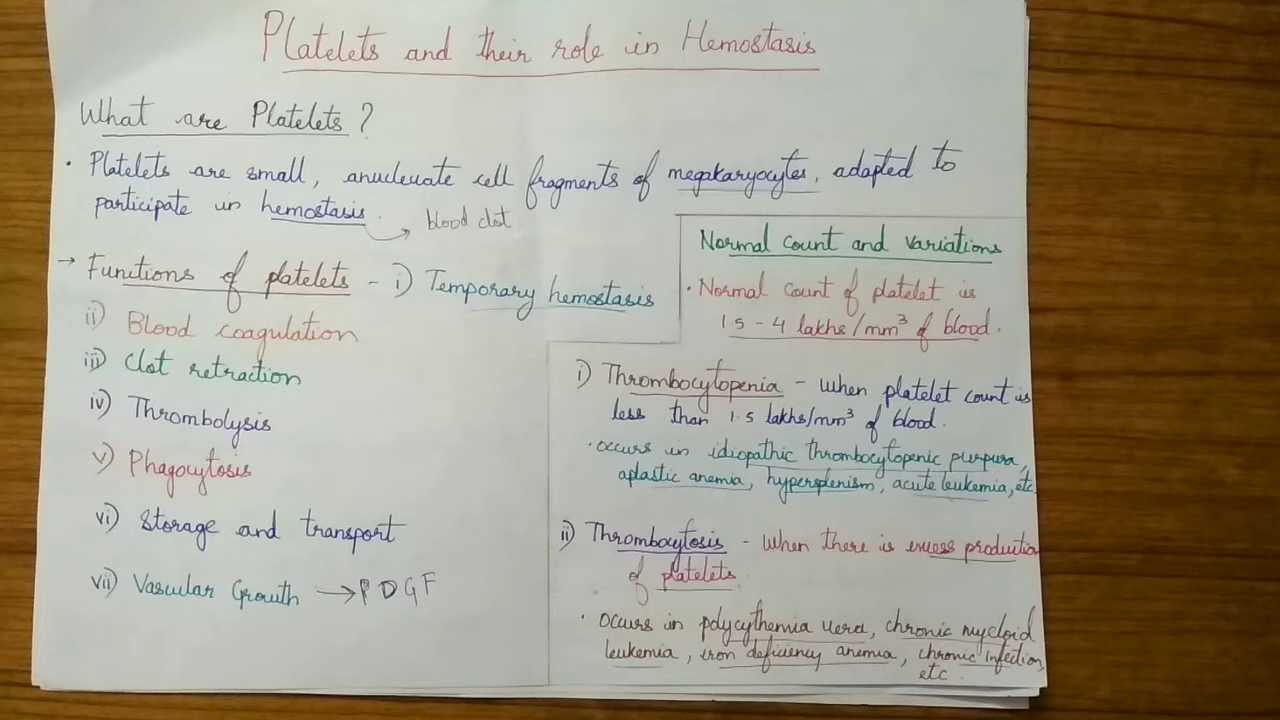 Platelets and their role in Hemostasis
What are Platelets?
• Platelets are small, anucleuate cell fragments of megakaryocytes, adapted to
participate in hemostasis.
→ blood clot
→ Functions of platelets - i) Temporary hemostasis
ii) Blood coagulation
iii) Clot retraction
iv) Thrombolysis
v) Phagocytosis
vi) Storage and transport
vii) Vascular Growth → PDGF
Normal count and variations
• Normal count of platelet is
1.5 - 4 lakhs/mm³ of blood.
i) Thrombocytopenia - when platelet count is
less than 1.5 lakhs/mm³ of blood.
• occurs in idiopathic thrombocytopenic purpura,
aplastic anemia, hypersplenism, acute leukemia, etc
ii) Thrombocytosis - when there is excess production
of platelets.
• occurs in polycythemia vera, chronic myeloid
leukemia, iron deficiency anemia, chronic infection,
etc.